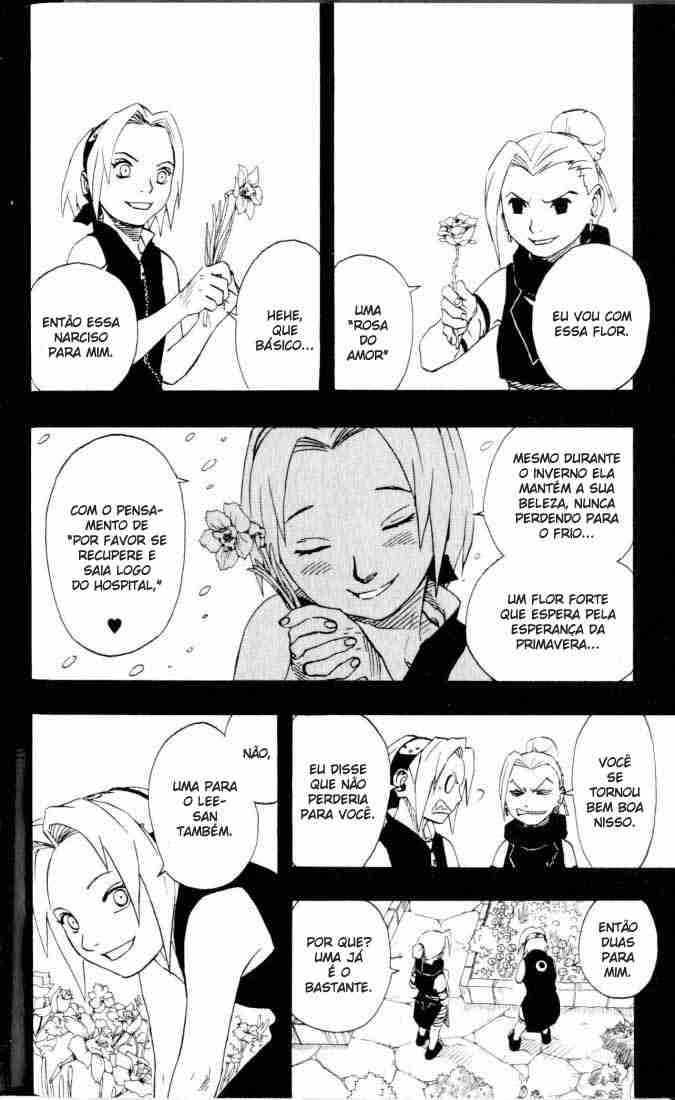 EU VOU COM
ESSA FLOR.
UMA
"ROSA
DO
AMOR"
HEHE,
QUE
BÁSICO...
ENTÃO ESSA
NARCISO
PARA MIM.
MESMO DURANTE
O INVERNO ELA
MANTÉM A SUA
BELEZA, NUNCA
PERDENDO PARA
O FRIO...
UM FLOR FORTE
QUE ESPERA PELA
ESPERANÇA DA
PRIMAVERA...
COM O PENSA-
MENTO DE
"POR FAVOR SE
RECUPERE E
SAIA LOGO
DO HOSPITAL,"
♥
VOCÊ
SE
TORNOU
BEM BOA
NISSO.
EU DISSE
QUE NÃO
PERDERIA
PARA VOCÊ.
?
ENTÃO
DUAS
PARA
MIM.
POR QUE?
UMA JÁ
É O
BASTANTE.
NÃO,
UMA PARA
O LEE-
SAN
TAMBÉM.